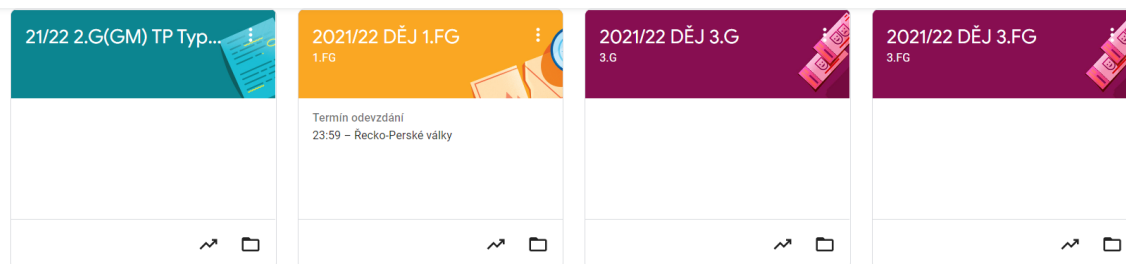 21/22 2.G(GM) TP Typ...
2021/22 DĚJ 1.FG
1.FG
Termín odevzdání
23:59 – Řecko-Perské války
2021/22 DĚJ 3.G
3.G
2021/22 DĚJ 3.FG
3.FG